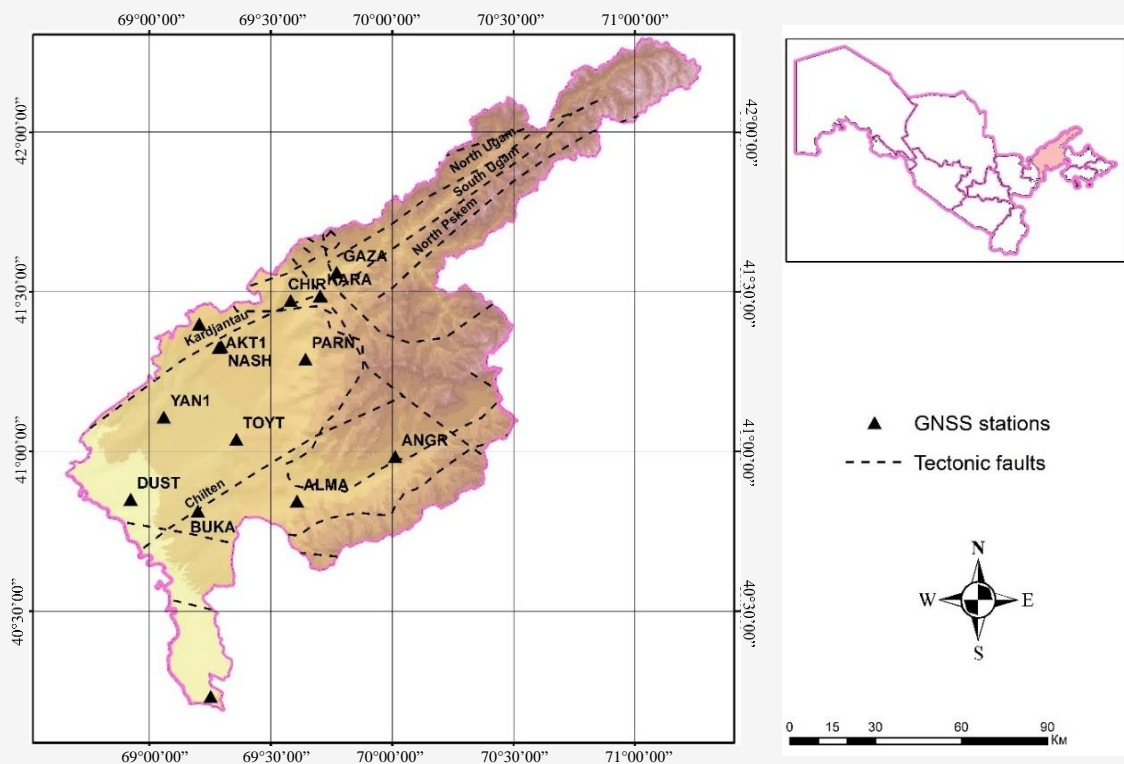 69°00'00” 69°30'00” 70°00'00” 70°30'00” 71°00'00”
42°00'00”
42°00'00”
North Ugam
South Ugam
North Pskem
GAZA
KARA
CHIR
41°30'00”
41°30'00”
Kardjantau
AKT1
NASH
PARN
YAN1
TOYT
ANGR
41°00'00”
41°00'00”
DUST
ALMA
Chilten
BUKA
40°30'00”
40°30'00”
69°00'00” 69°30'00” 70°00'00” 70°30'00” 71°00'00”
GNSS stations
Tectonic faults
N
W E
S
0 15 30 60 90
Км